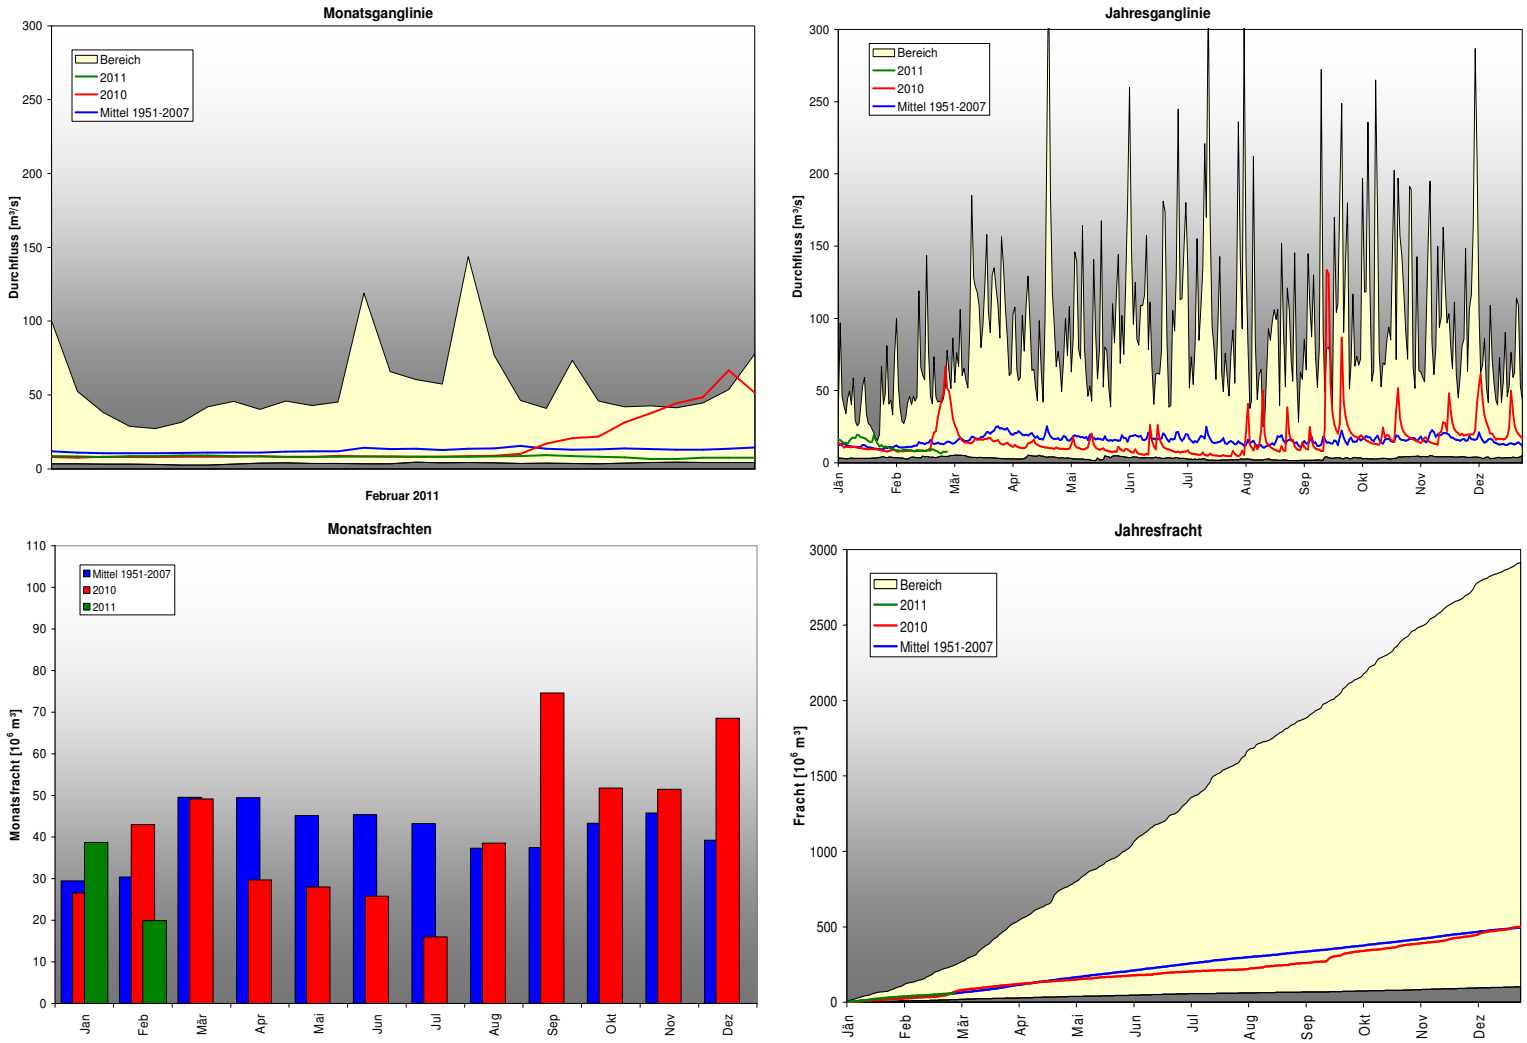 Monatsganglinie
300
250
200
150
100
50
0
Durchfluss [m³/s]
Bereich
2011
2010
Mittel 1951-2007
Februar 2011
Jahresganglinie
300
250
200
150
100
50
0
Durchfluss [m³/s]
Bereich
2011
2010
Mittel 1951-2007
Jän
Feb
Mär
Apr
Mai
Jun
Jul
Aug
Sep
Okt
Nov
Dez
Monatsfrachten
110
100
90
80
70
60
50
40
30
20
10
0
Monatsfracht [10⁶ m³]
Mittel 1951-2007
2010
2011
Jan
Feb
Mär
Apr
Mai
Jun
Jul
Aug
Sep
Okt
Nov
Dez
Jahresfracht
3000
2500
2000
1500
1000
500
0
Fracht [10⁶ m³]
Bereich
2011
2010
Mittel 1951-2007
Jän
Feb
Mär
Apr
Mai
Jun
Jul
Aug
Sep
Okt
Nov
Dez